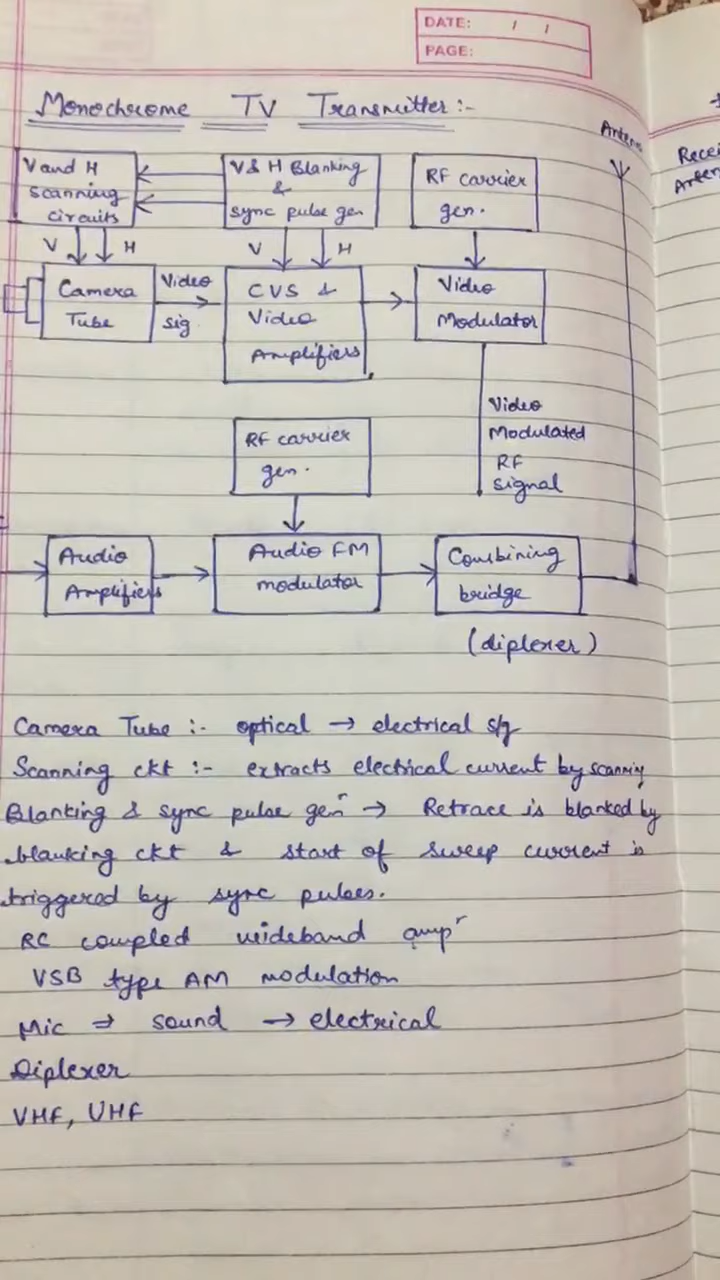 DATE: / /
PAGE:
Monochrome TV Transmitter :-
Antenn
V and H
scanning
circuits
V & H Blanking
&
sync pulse gen
RF carrier
gen.
V H
V H
Camera
Tube
Video
sig.
CVS &
Video
Amplifiers
Video
Modulator
Video
Modulated
RF
signal
RF carrier
gen.
Audio
Amplifiers
Audio FM
modulator
Combining
bridge
(diplexer)
Camera Tube :- optical → electrical s/g
Scanning ckt :- extracts electrical current by scanning
Blanking & sync pulse genr → Retrace is blanked by
blanking ckt & start of sweep current is
triggered by sync pulses.
RC coupled wideband ampr
VSB type AM modulation
Mic ⇒ sound → electrical
Diplexer
VHF, UHF
Recei
Anten